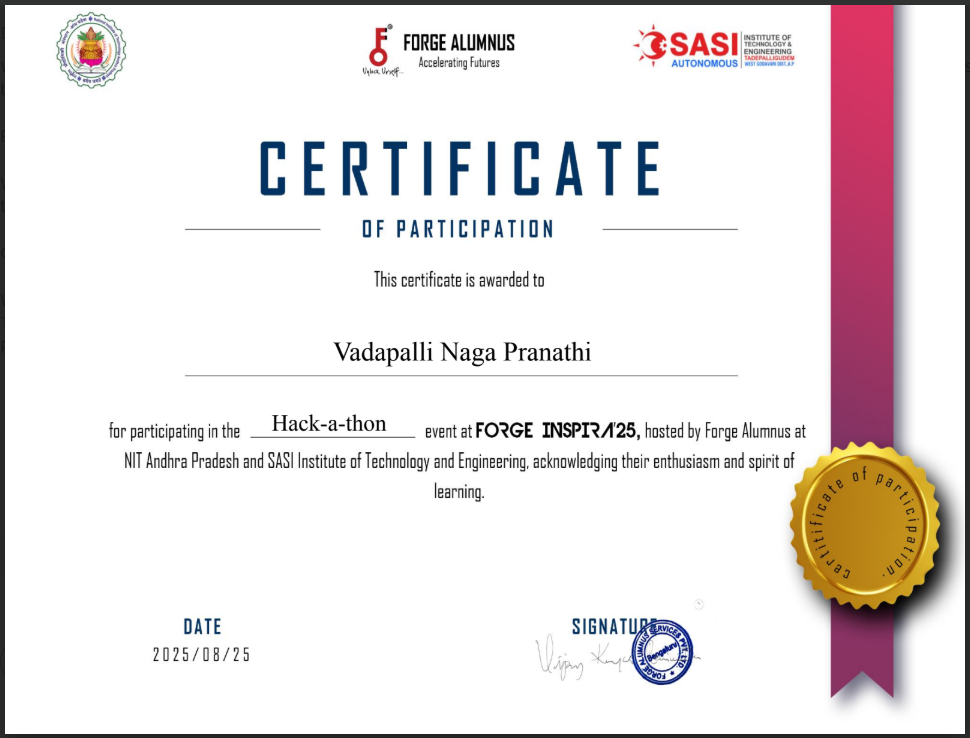 FORGE ALUMNUS
Accelerating Futures
SASI
AUTONOMOUS
INSTITUTE OF
TECHNOLOGY &
ENGINEERING
TADEPALLIGUDEM
WEST GODAVARI DIST, A.P
CERTIFICATE
OF PARTICIPATION
This certificate is awarded to
Vadapalli Naga Pranathi
for participating in the Hack-a-thon event at FORGE INSPIRA'25, hosted by Forge Alumnus at
NIT Andhra Pradesh and SASI Institute of Technology and Engineering, acknowledging their enthusiasm and spirit of
learning.
certitificate of participation.
DATE
2025/08/25
SIGNATURE
FORGE ALUMNUS SERVICES PVT. LTD
Bengaluru